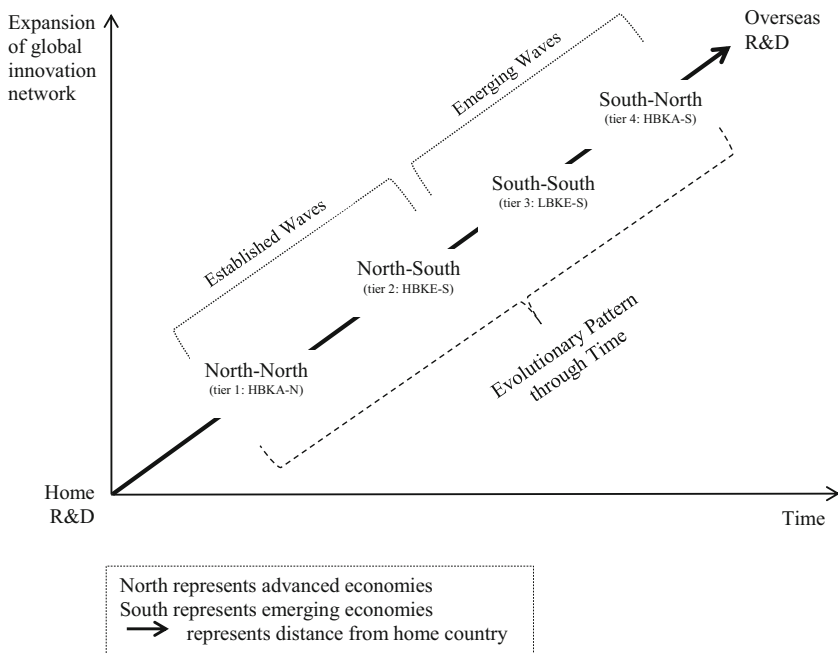 Expansion
of global
innovation
network
Overseas
R&D
Emerging Waves
South-North
(tier 4: HBKA-S)
South-South
(tier 3: LBKE-S)
Established Waves
North-South
(tier 2: HBKE-S)
North-North
(tier 1: HBKA-N)
Evolutionary Pattern
through Time
Home
R&D
Time
North represents advanced economies
South represents emerging economies
represents distance from home country